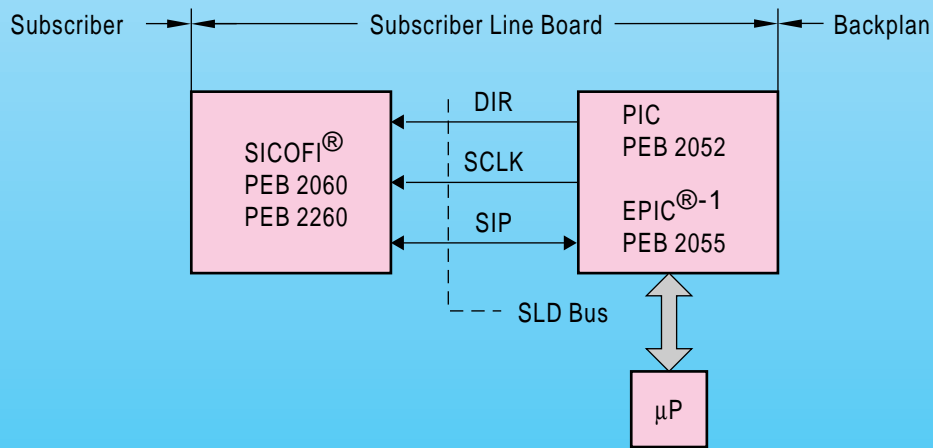 Subscriber
Subscriber Line Board
Backplan
DIR
SCLK
SIP
SICOFI®
PEB 2060
PEB 2260
PIC
PEB 2052
EPIC®-1
PEB 2055
SLD Bus
µP